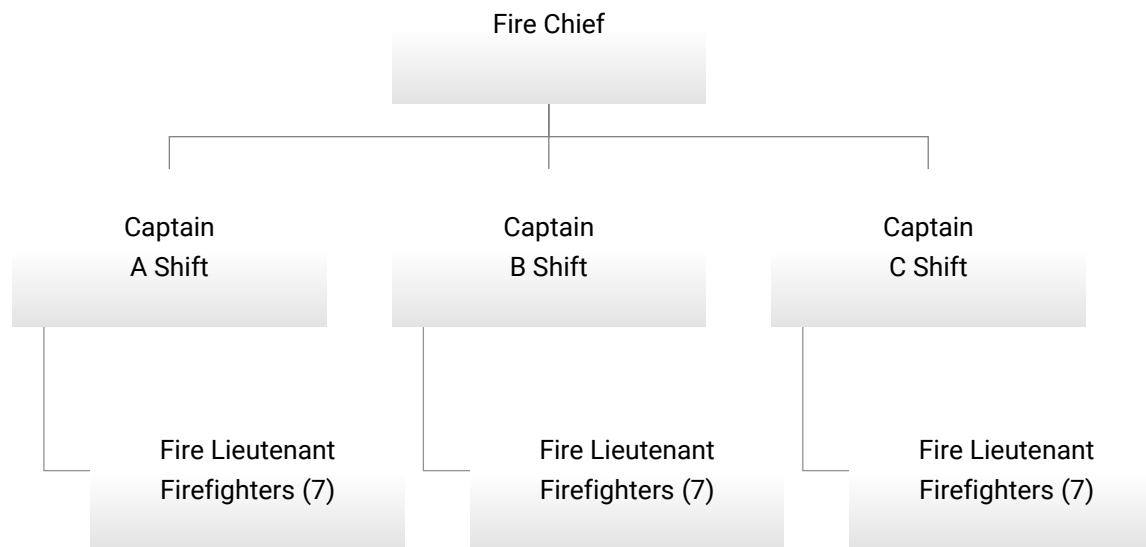 Fire Chief
Captain
A Shift
Captain
B Shift
Captain
C Shift
Fire Lieutenant
Firefighters (7)
Fire Lieutenant
Firefighters (7)
Fire Lieutenant
Firefighters (7)